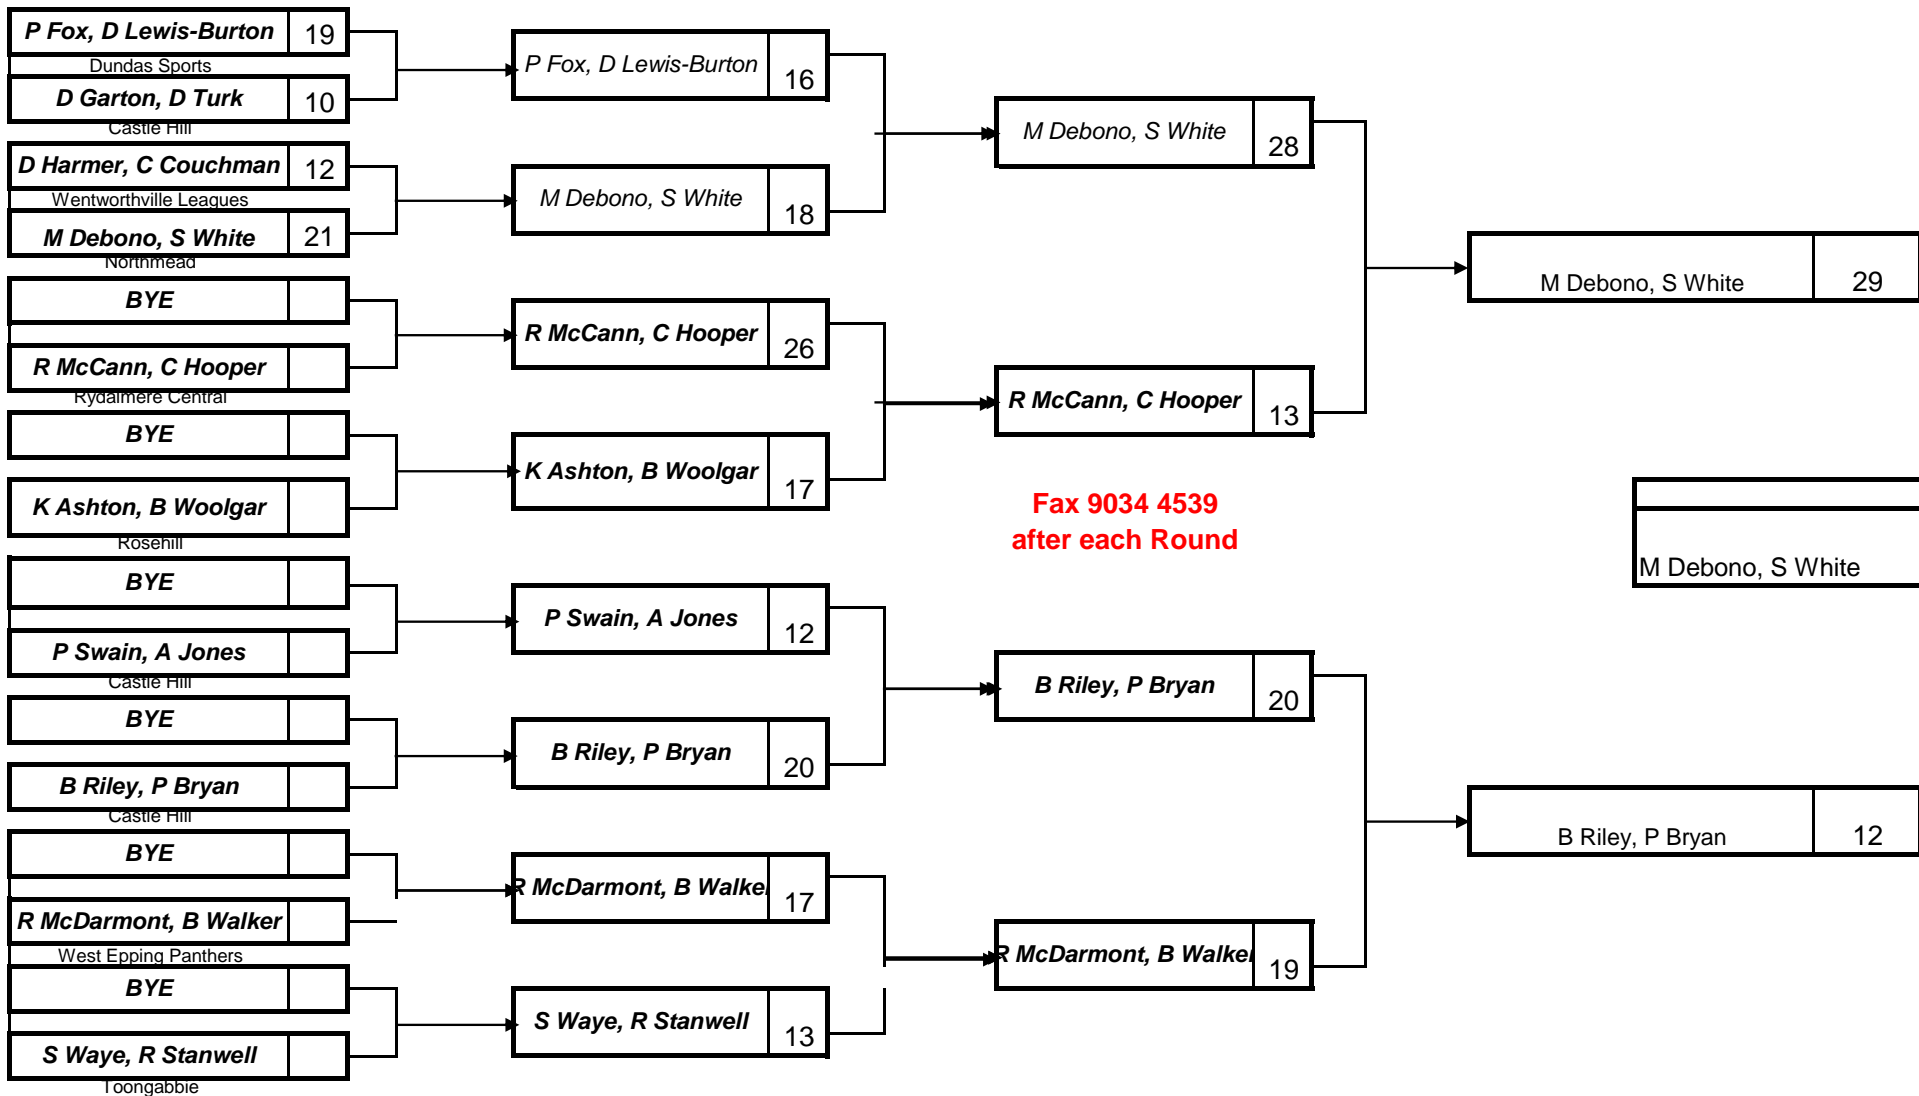 P Fox, D Lewis-Burton 19
Dundas Sports
D Garton, D Turk 10
Castle Hill
D Harmer, C Couchman 12
Wentworthville Leagues
M Debono, S White 21
Northmead
BYE
R McCann, C Hooper
Rydalmere Central
BYE
K Ashton, B Woolgar
Rosehill
BYE
P Swain, A Jones
Castle Hill
BYE
B Riley, P Bryan
Castle Hill
BYE
R McDarmont, B Walker
West Epping Panthers
BYE
S Waye, R Stanwell
Toongabbie
P Fox, D Lewis-Burton 16
M Debono, S White 18
R McCann, C Hooper 26
K Ashton, B Woolgar 17
P Swain, A Jones 12
B Riley, P Bryan 20
R McDarmont, B Walker 17
S Waye, R Stanwell 13
M Debono, S White 28
R McCann, C Hooper 13
Fax 9034 4539
after each Round
B Riley, P Bryan 20
R McDarmont, B Walker 19
M Debono, S White 29
B Riley, P Bryan 12
M Debono, S White